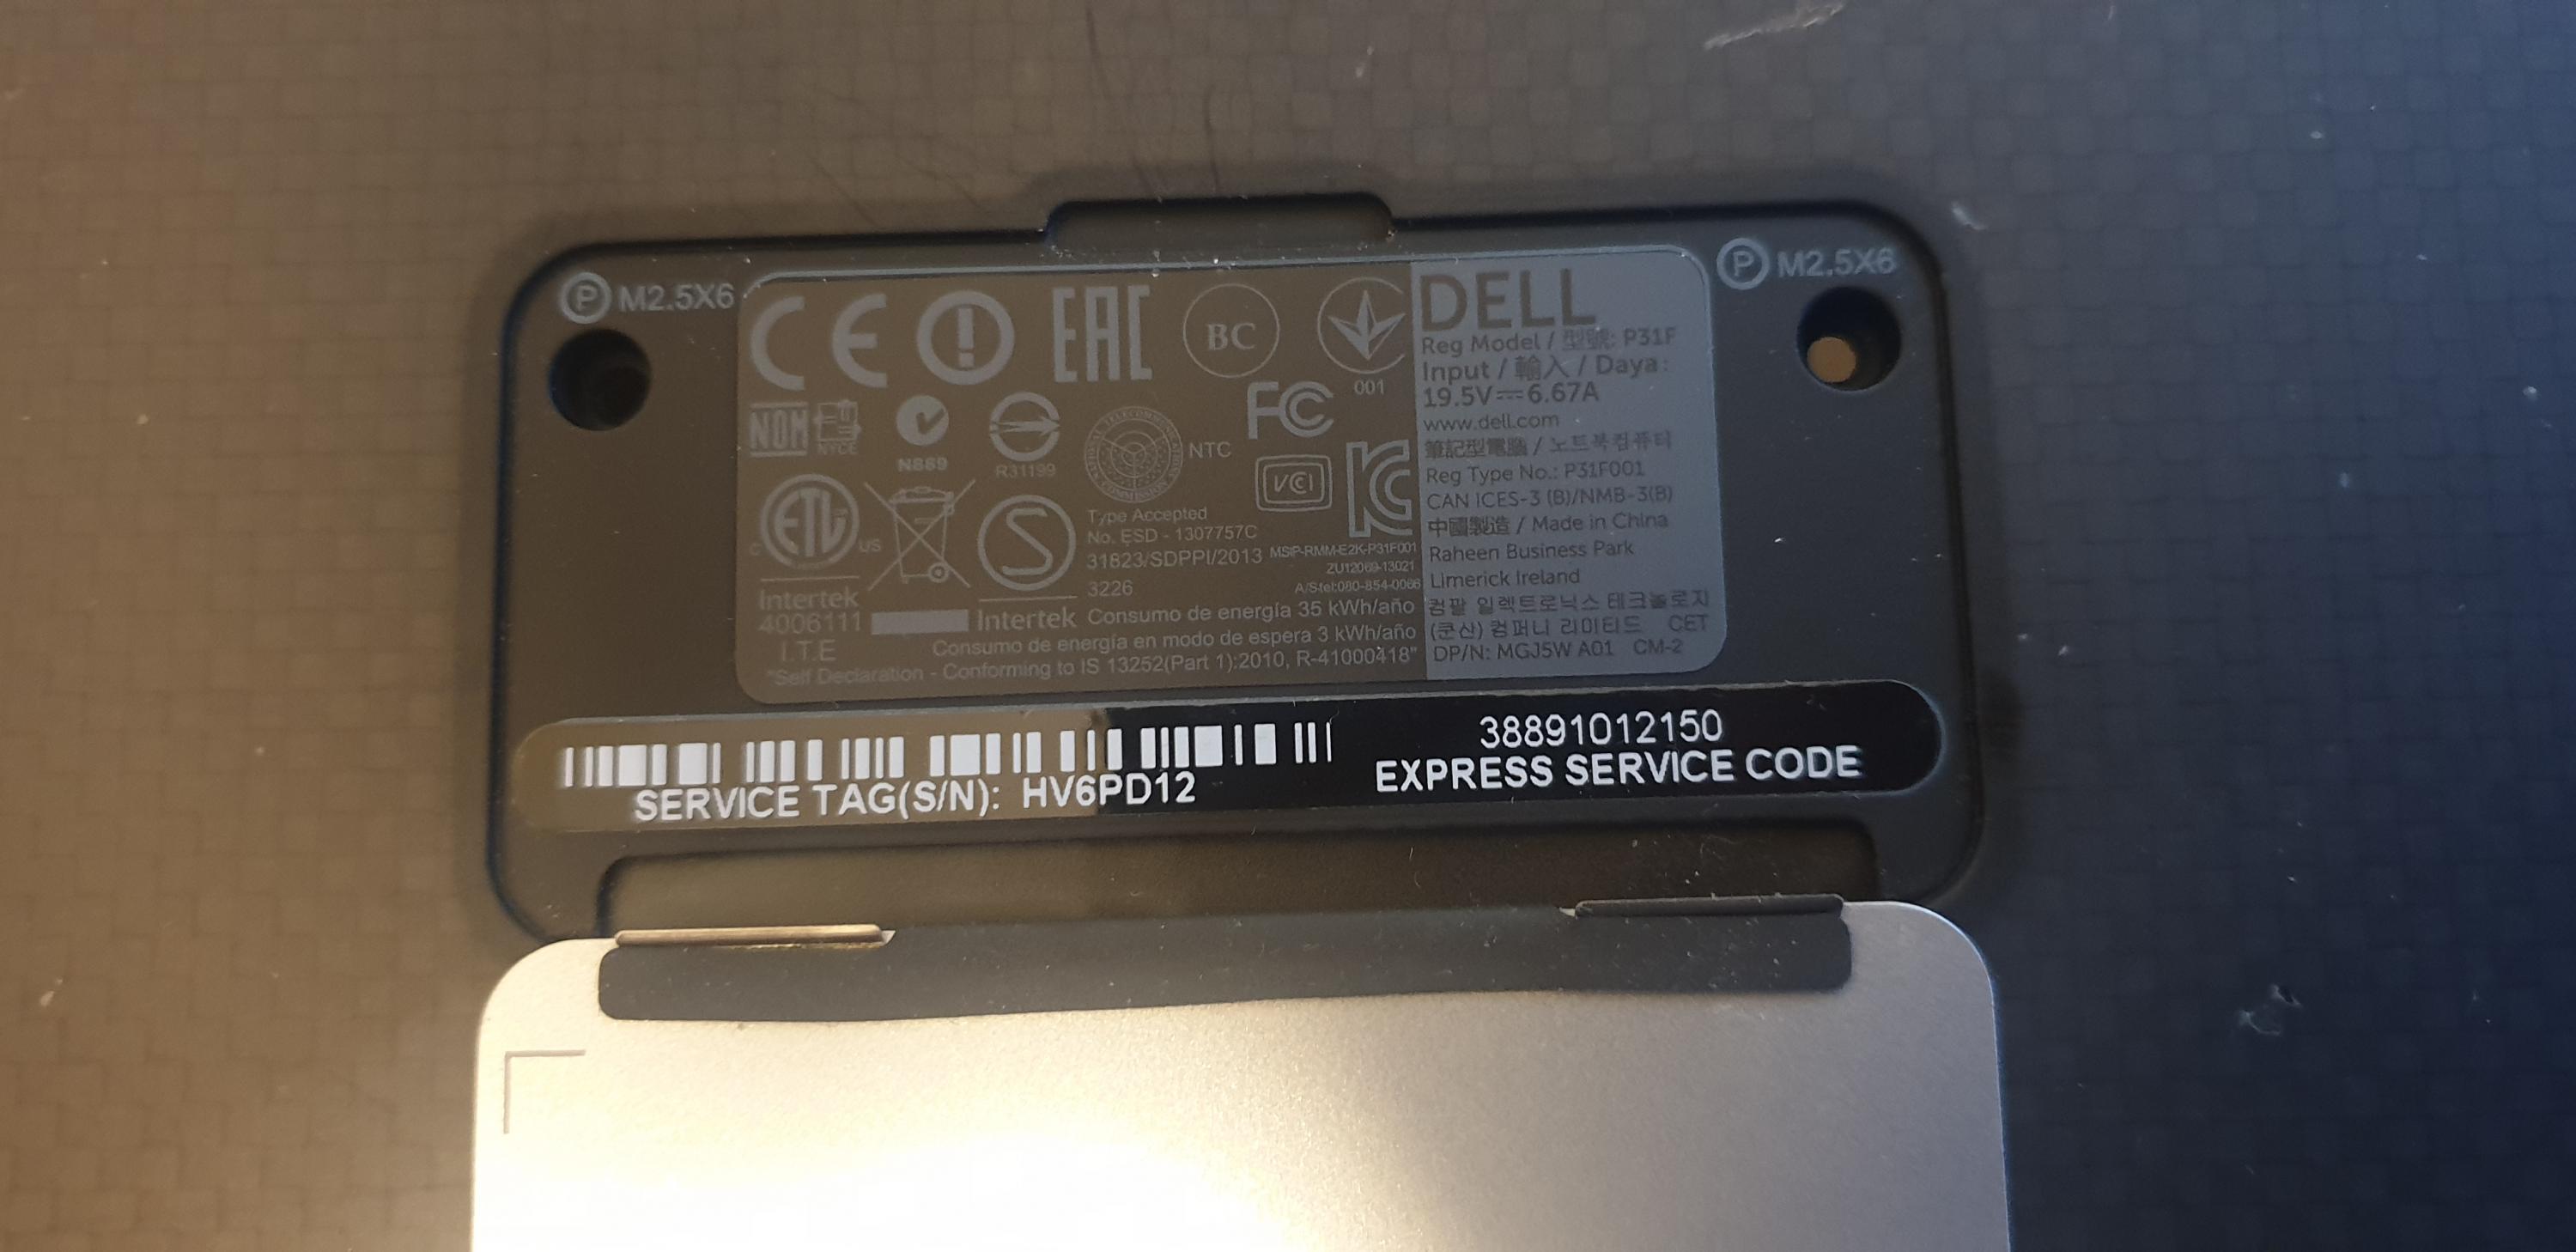 P M2.5X6
P M2.5X6
CE EAC BC
001
DELL
Reg Model / 型號: P31F
Input / 輸入 / Daya:
19.5V⎓6.67A
www.dell.com
筆記型電腦 / 노트북컴퓨터
Reg Type No.: P31F001
CAN ICES-3 (B)/NMB-3(B)
中國製造 / Made in China
Raheen Business Park
Limerick Ireland
컴팔 일렉트로닉스 테크놀로지
(쿤산) 컴퍼니 리미티드 CET
DP/N: MGJ5W A01 CM-2
NOM
NYCE
N889
R31199
NTC
FC
VCI
KC
c ETL us
S
Type Accepted
No. ESD - 1307757C
31623/SDPPI/2013
3226
MSIP-RMM-E2K-P31F001
ZU12069-13021
A/S tel:080-854-0066
Intertek
4006111
I.T.E
Intertek
Consumo de energía 35 kWh/año
Consumo de energía en modo de espera 3 kWh/año
"Self Declaration - Conforming to IS 13252(Part 1):2010, R-41000418"
SERVICE TAG(S/N): HV6PD12
38891012150
EXPRESS SERVICE CODE